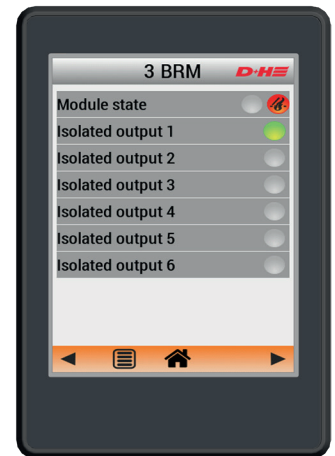 3 BRM D+H
Module state
Isolated output 1
Isolated output 2
Isolated output 3
Isolated output 4
Isolated output 5
Isolated output 6